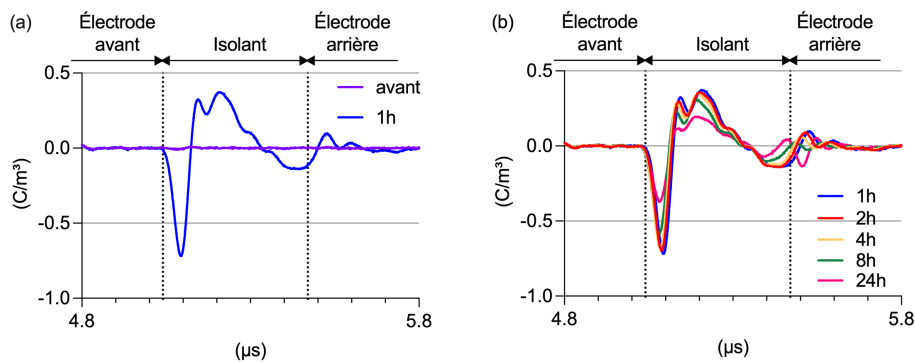 (a)
Électrode
avant
Isolant
Électrode
arrière
0.5
0.0
-0.5
-1.0
(C/m³)
avant
1h
4.8
5.8
(µs)
(b)
Électrode
avant
Isolant
Électrode
arrière
0.5
0.0
-0.5
-1.0
(C/m³)
1h
2h
4h
8h
24h
4.8
5.8
(µs)